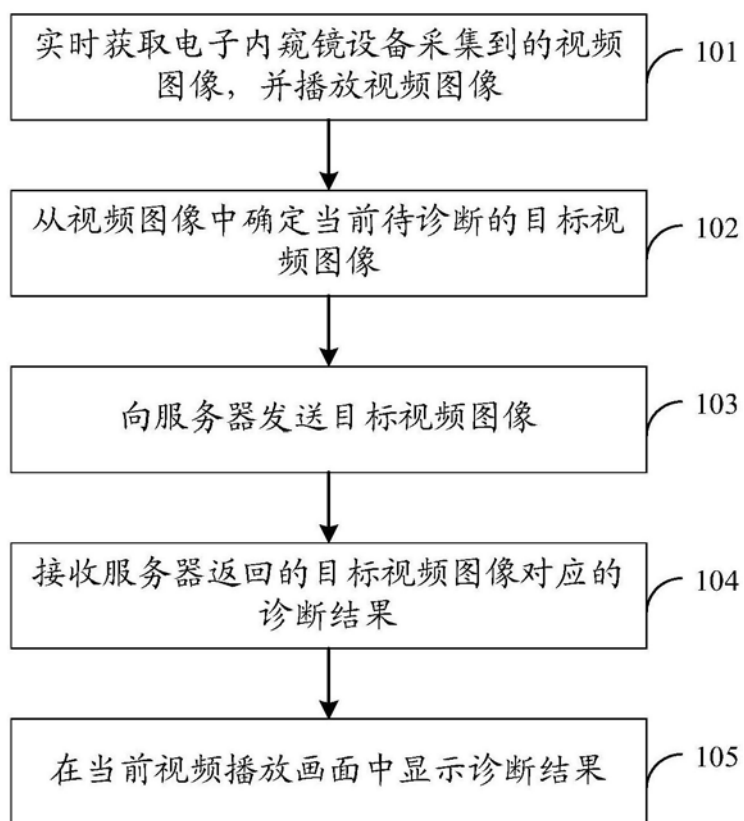 实时获取电子内窥镜设备采集到的视频
图像，并播放视频图像
101
从视频图像中确定当前待诊断的目标视
频图像
102
向服务器发送目标视频图像
103
接收服务器返回的目标视频图像对应的
诊断结果
104
在当前视频播放画面中显示诊断结果
105